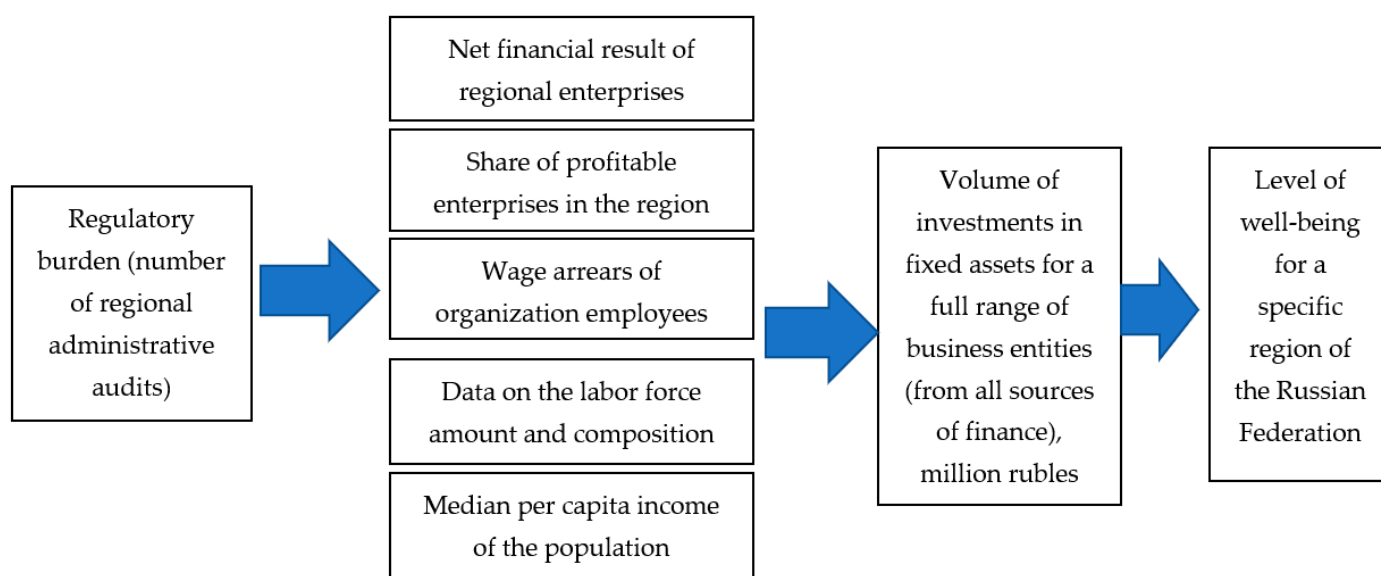 Regulatory
burden (number
of regional
administrative
audits)
Net financial result of
regional enterprises
Share of profitable
enterprises in the region
Wage arrears of
organization employees
Data on the labor force
amount and composition
Median per capita income
of the population
Volume of
investments in
fixed assets for a
full range of
business entities
(from all sources
of finance),
million rubles
Level of
well-being
for a
specific
region of
the Russian
Federation